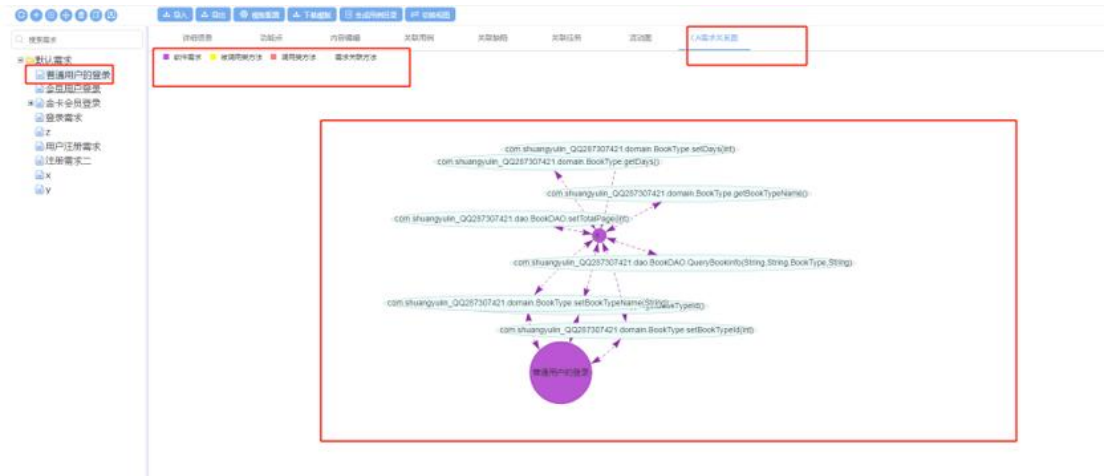 导入 导出 模板配置 下载模板 生成用例目录 切换视图
搜索需求
详细信息 功能点 内容编辑 关联用例 关联缺陷 关联任务 流动图 CA需求关系图
软件需求 被调用类方法 调用类方法 需求关联方法
默认需求
普通用户的登录
会员用户登录
金卡会员登录
登录需求
z
用户注册需求
注册需求二
x
y
com.shuangyulin_QQ287307421.domain.BookType.setDays(int)
com.shuangyulin_QQ287307421.domain.BookType.getDays()
com.shuangyulin_QQ287307421.domain.BookType.getBookTypeName()
com.shuangyulin_QQ287307421.dao.BookDAO.setTotalPage(int)
com.shuangyulin_QQ287307421.dao.BookDAO.QueryBookInfo(String,String,BookType,String)
com.shuangyulin_QQ287307421.domain.BookType.setBookTypeName(String)
com.shuangyulin_QQ287307421.domain.BookType.setBookTypeId(int)
普通用户的登录